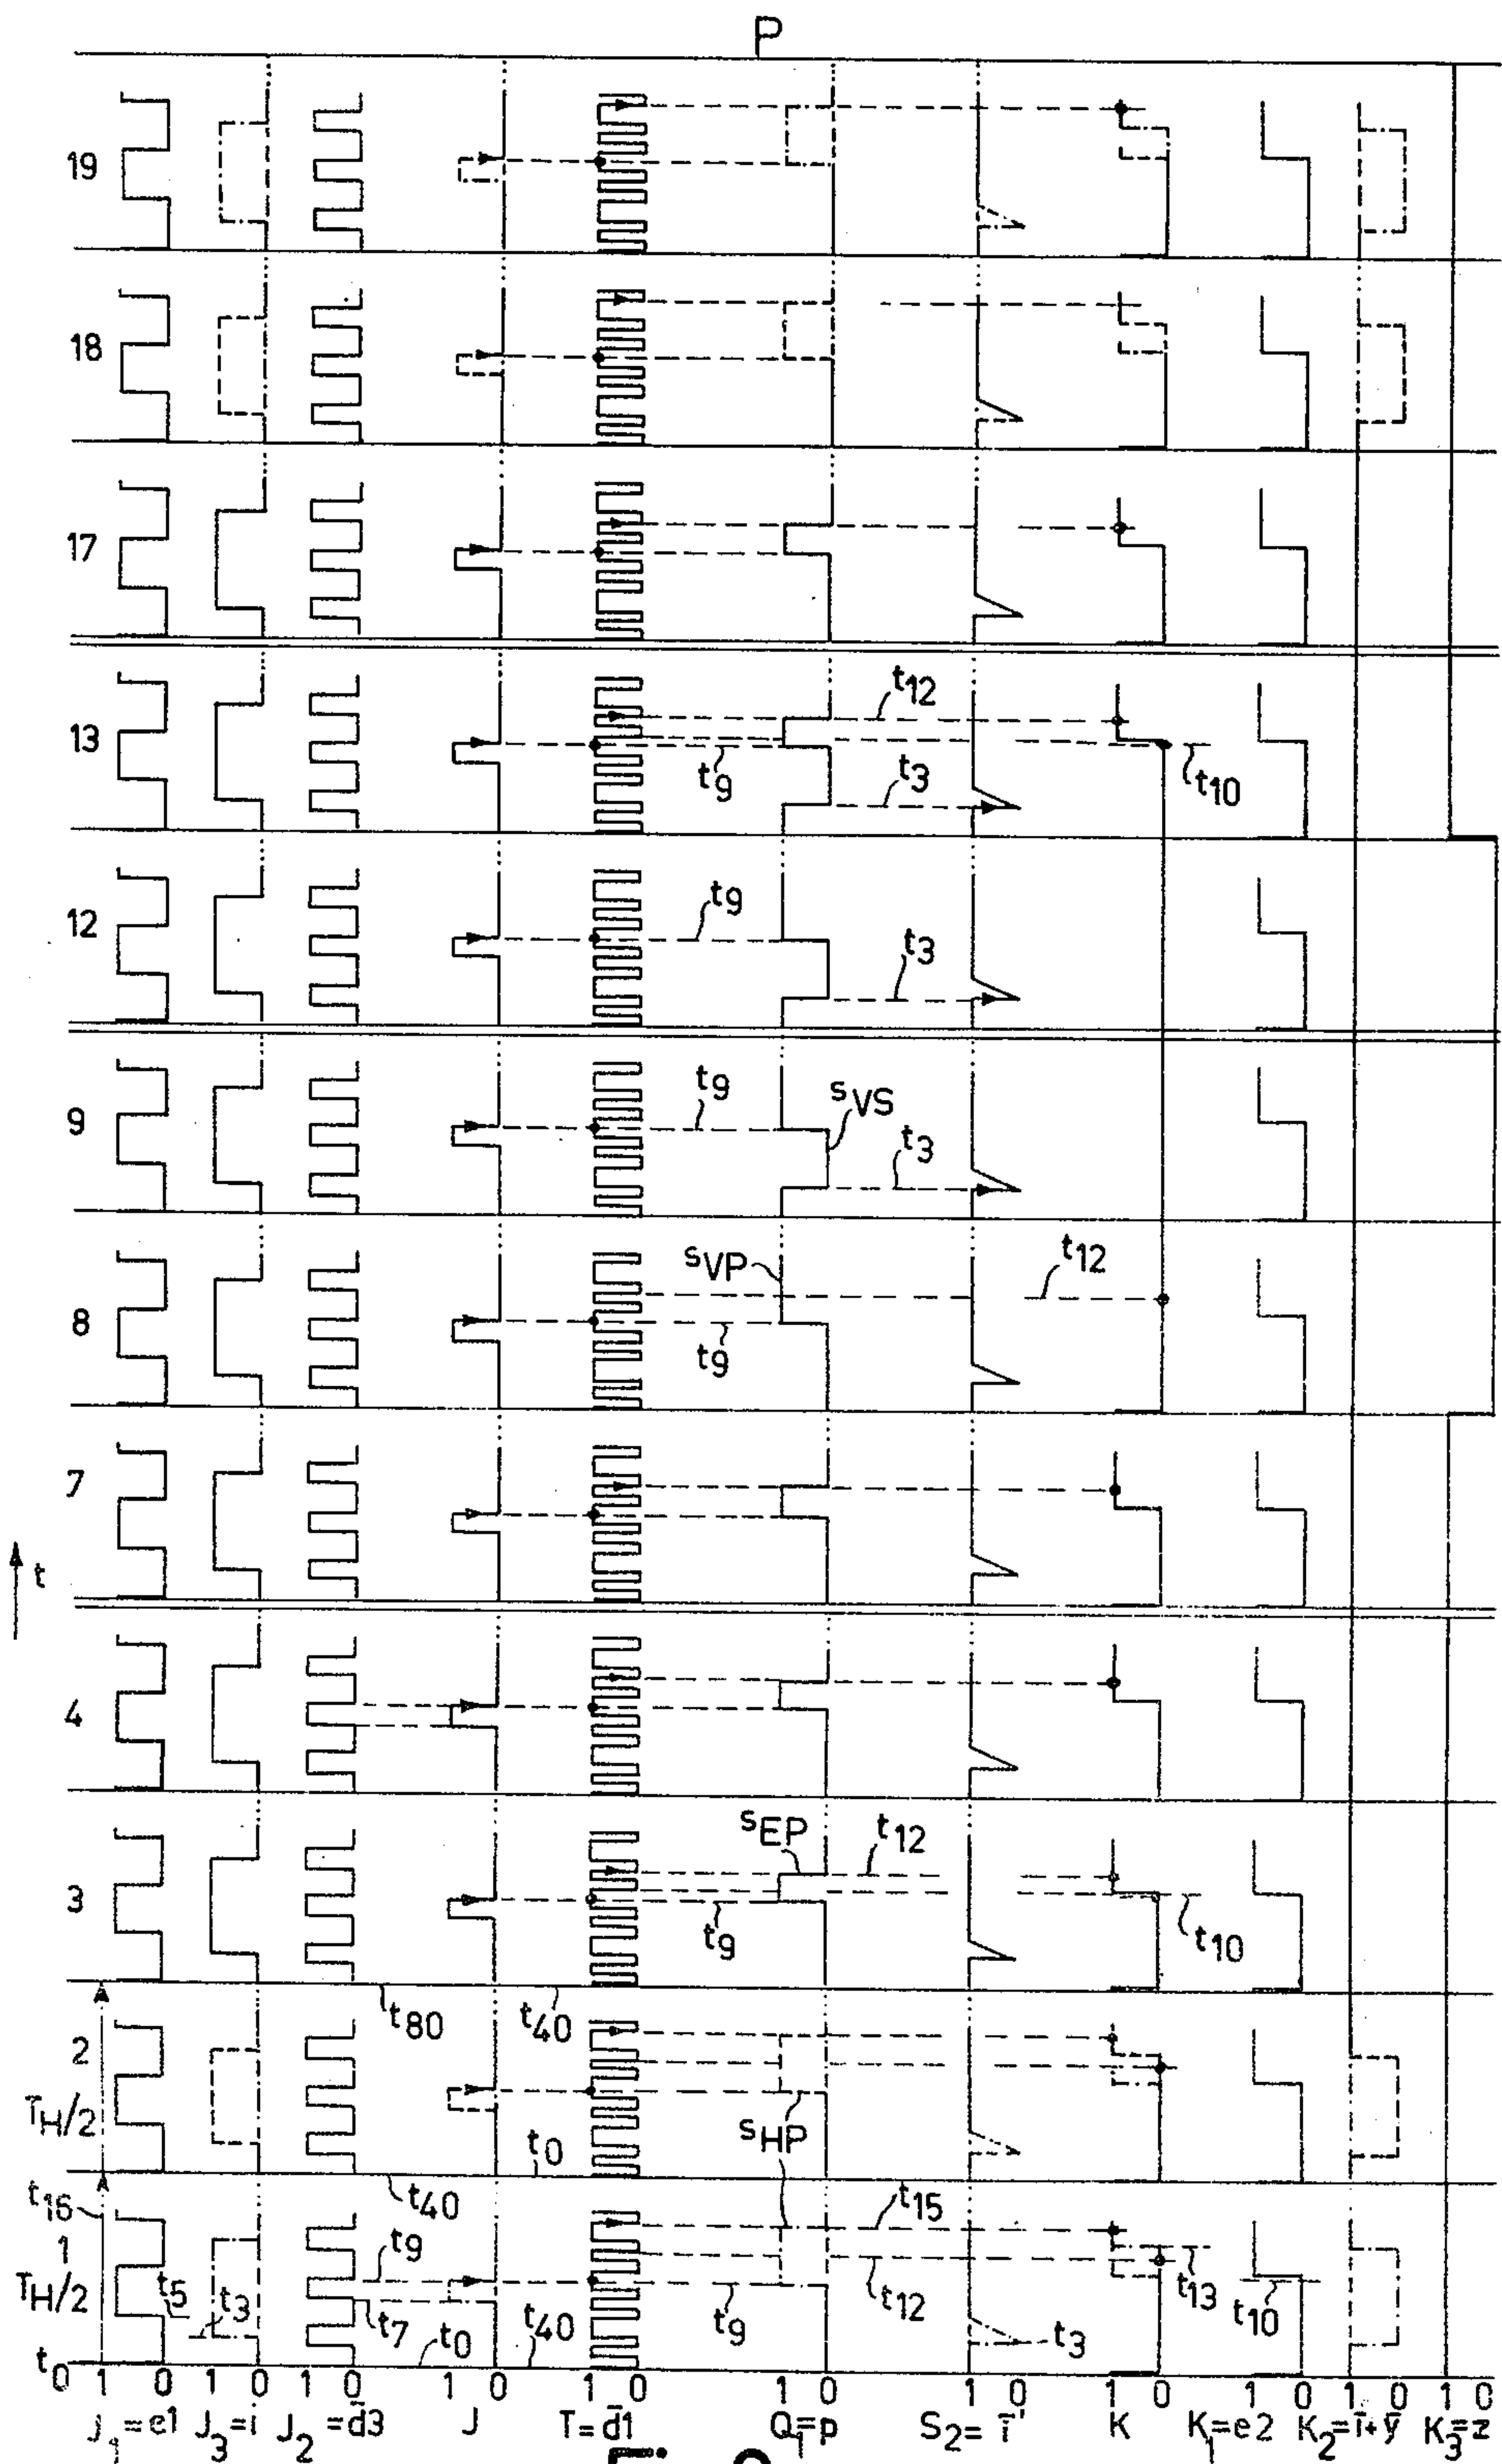 P
19
18
17
13 t12
t9 t3 t10
12 t9
t3
9 t9 sVS
t3
8 sVP t12
t9
7
t
4
3 sEP t12
t9 t10
t80 t40
2
TH/2 sHP
t0
t16 t40 t15
1 t9
TH/2 t5 t3 t7 t9 t12 t13 t10
t0 t0 t40 t3
1 0 1 0 1 0 1 0 1 0 1 0 1 0 1 0 1 0 1 0 1 0
J1=e1 J3=i J2=d̄3 J T=d̄1 Q1=p S2=ī' K K1=e2 K2=ī+ȳ K3=z